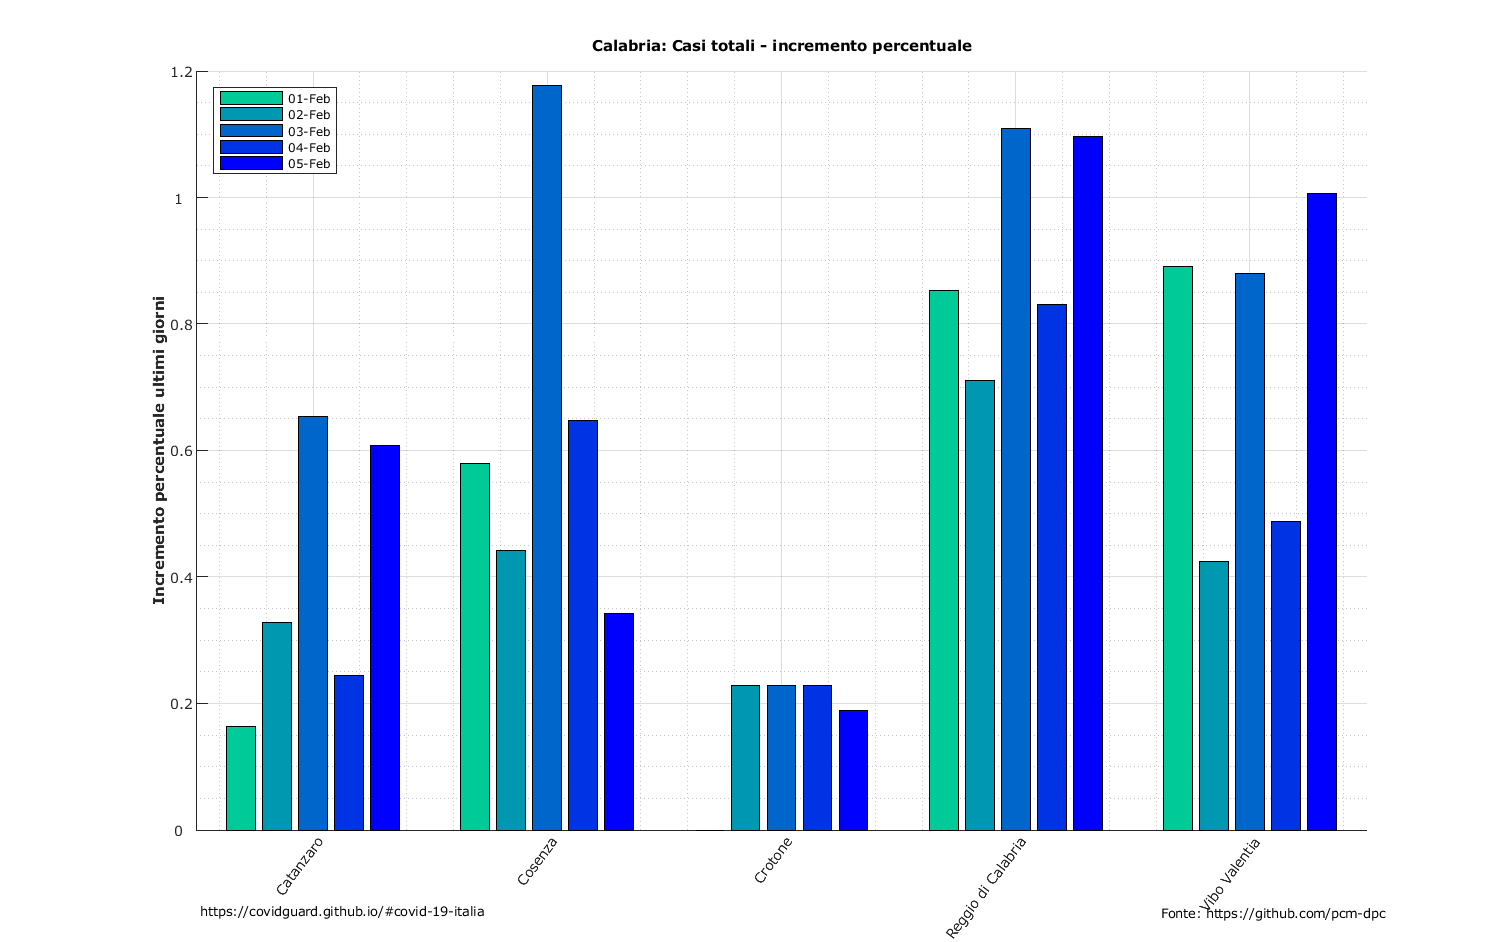 Calabria: Casi totali - incremento percentuale
1.2
1
0.8
0.6
0.4
0.2
0
Incremento percentuale ultimi giorni
01-Feb
02-Feb
03-Feb
04-Feb
05-Feb
Catanzaro
Cosenza
Crotone
Reggio di Calabria
Vibo Valentia
https://covidguard.github.io/#covid-19-italia
Fonte: https://github.com/pcm-dpc